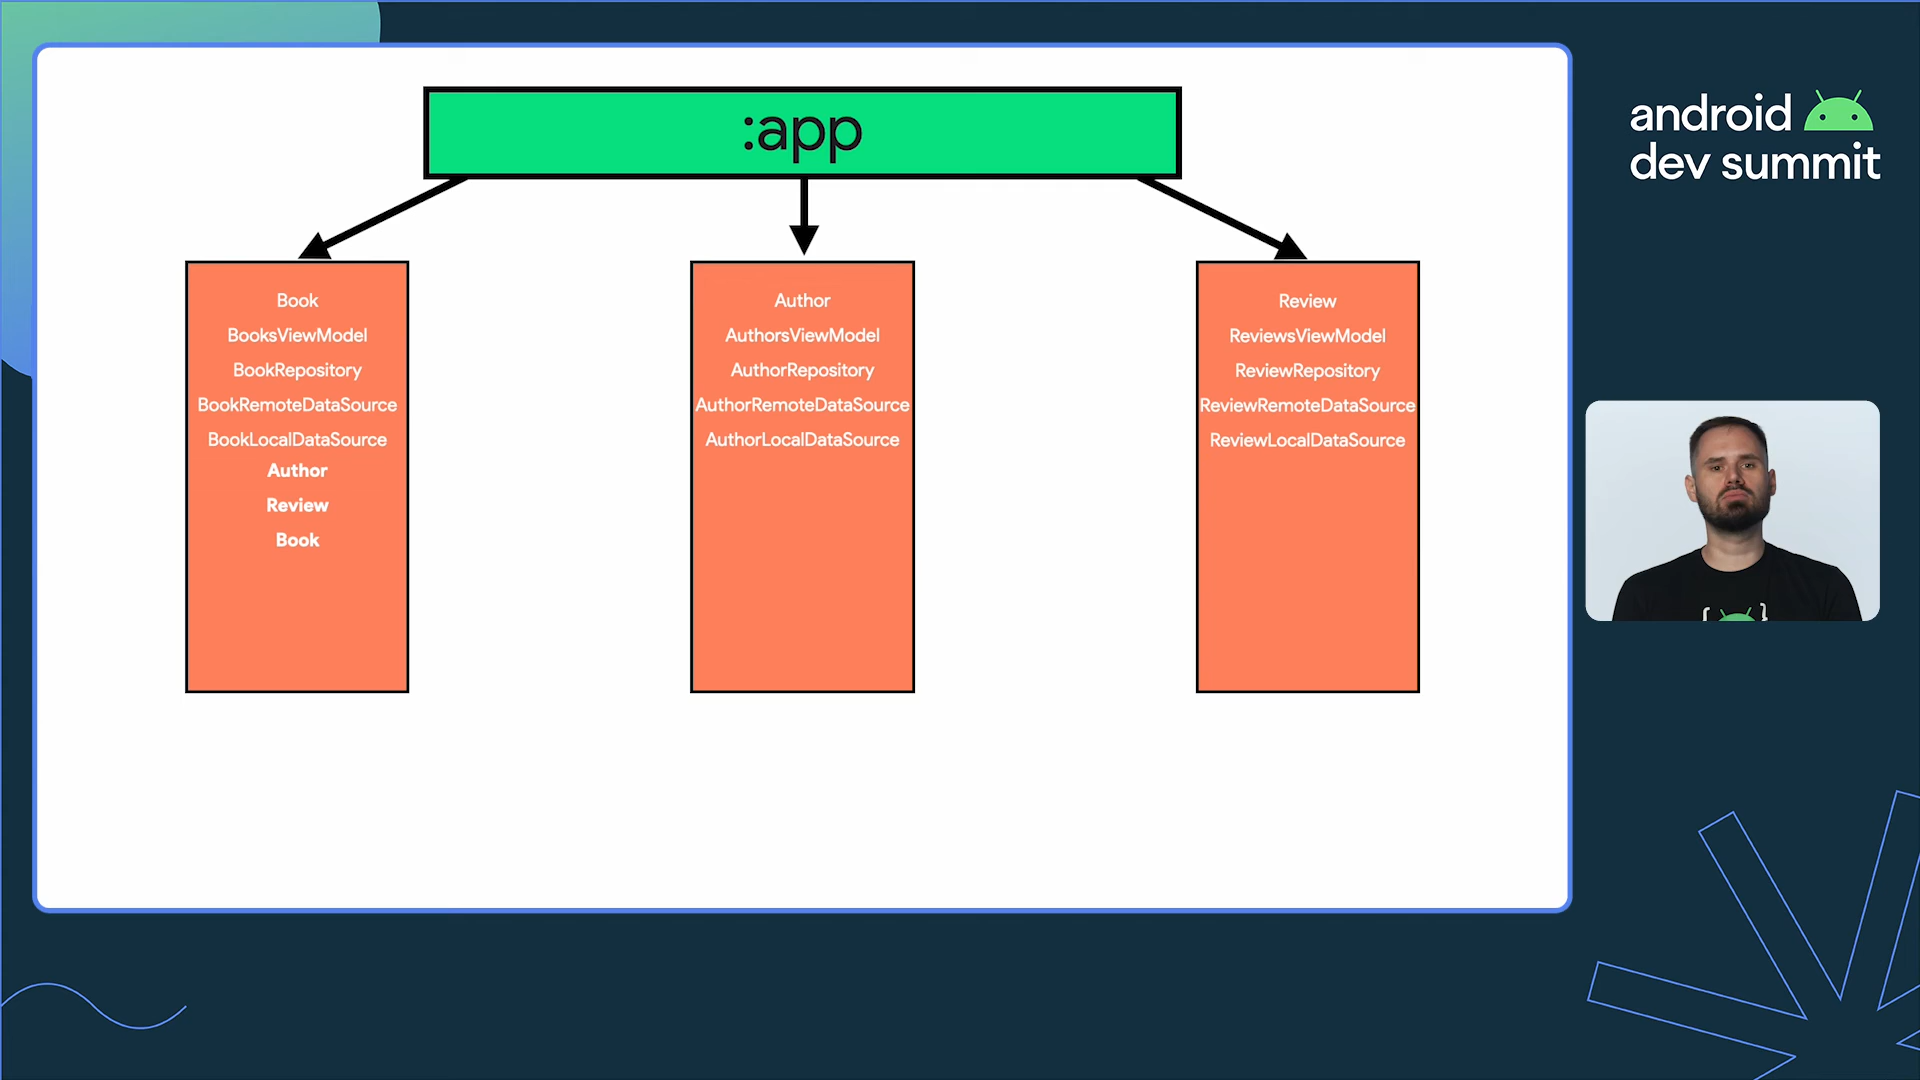 :app
Book
BooksViewModel
BookRepository
BookRemoteDataSource
BookLocalDataSource
Author
Review
Book
Author
AuthorsViewModel
AuthorRepository
AuthorRemoteDataSource
AuthorLocalDataSource
Review
ReviewsViewModel
ReviewRepository
ReviewRemoteDataSource
ReviewLocalDataSource
android
dev summit
{ }